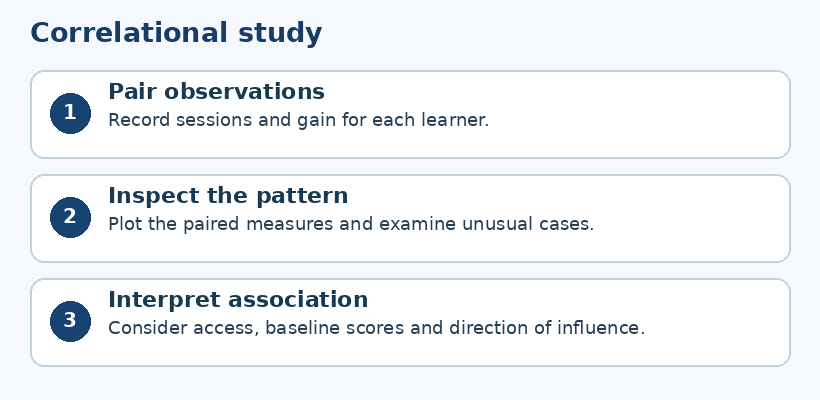 Correlational study
1
Pair observations
Record sessions and gain for each learner.
2
Inspect the pattern
Plot the paired measures and examine unusual cases.
3
Interpret association
Consider access, baseline scores and direction of influence.